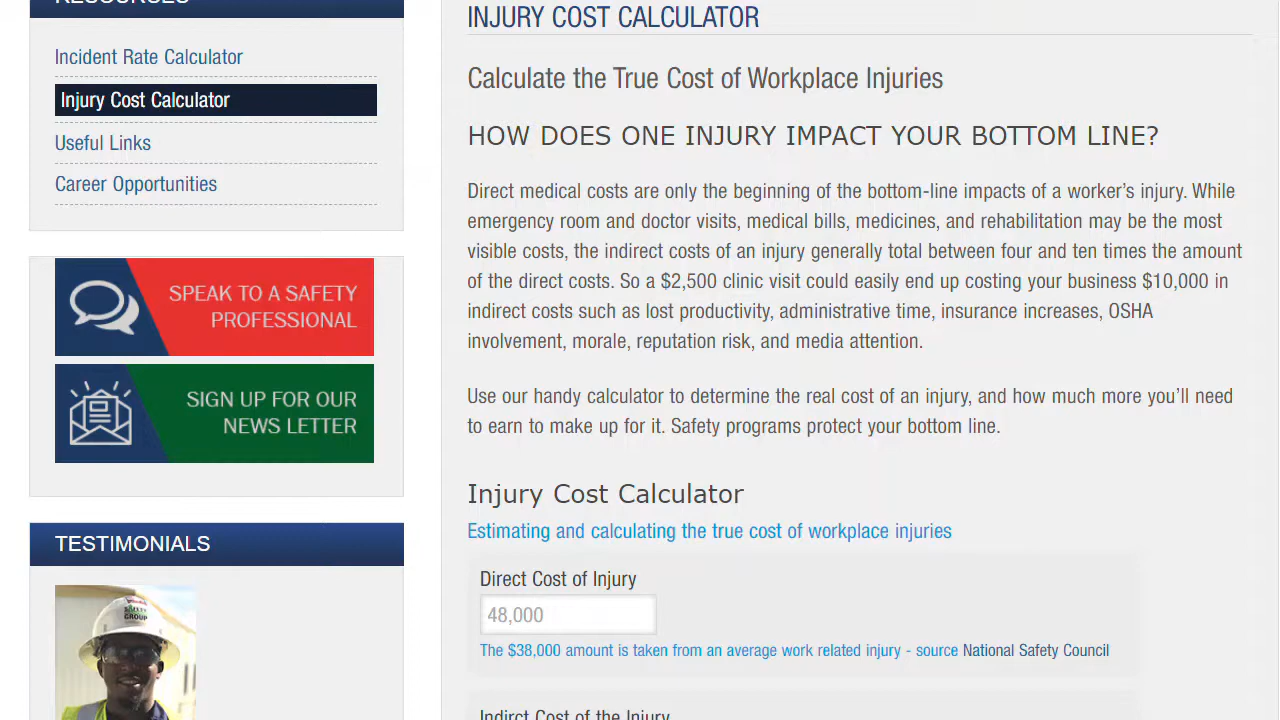 RESOURCES
Incident Rate Calculator
Injury Cost Calculator
Useful Links
Career Opportunities
SPEAK TO A SAFETY
PROFESSIONAL
SIGN UP FOR OUR
NEWS LETTER
TESTIMONIALS
SAFETY
GROUP
INJURY COST CALCULATOR
Calculate the True Cost of Workplace Injuries
HOW DOES ONE INJURY IMPACT YOUR BOTTOM LINE?
Direct medical costs are only the beginning of the bottom-line impacts of a worker's injury. While
emergency room and doctor visits, medical bills, medicines, and rehabilitation may be the most
visible costs, the indirect costs of an injury generally total between four and ten times the amount
of the direct costs. So a $2,500 clinic visit could easily end up costing your business $10,000 in
indirect costs such as lost productivity, administrative time, insurance increases, OSHA
involvement, morale, reputation risk, and media attention.
Use our handy calculator to determine the real cost of an injury, and how much more you'll need
to earn to make up for it. Safety programs protect your bottom line.
Injury Cost Calculator
Estimating and calculating the true cost of workplace injuries
Direct Cost of Injury
48,000
The $38,000 amount is taken from an average work related injury - source National Safety Council
Indirct Cost of the Injury